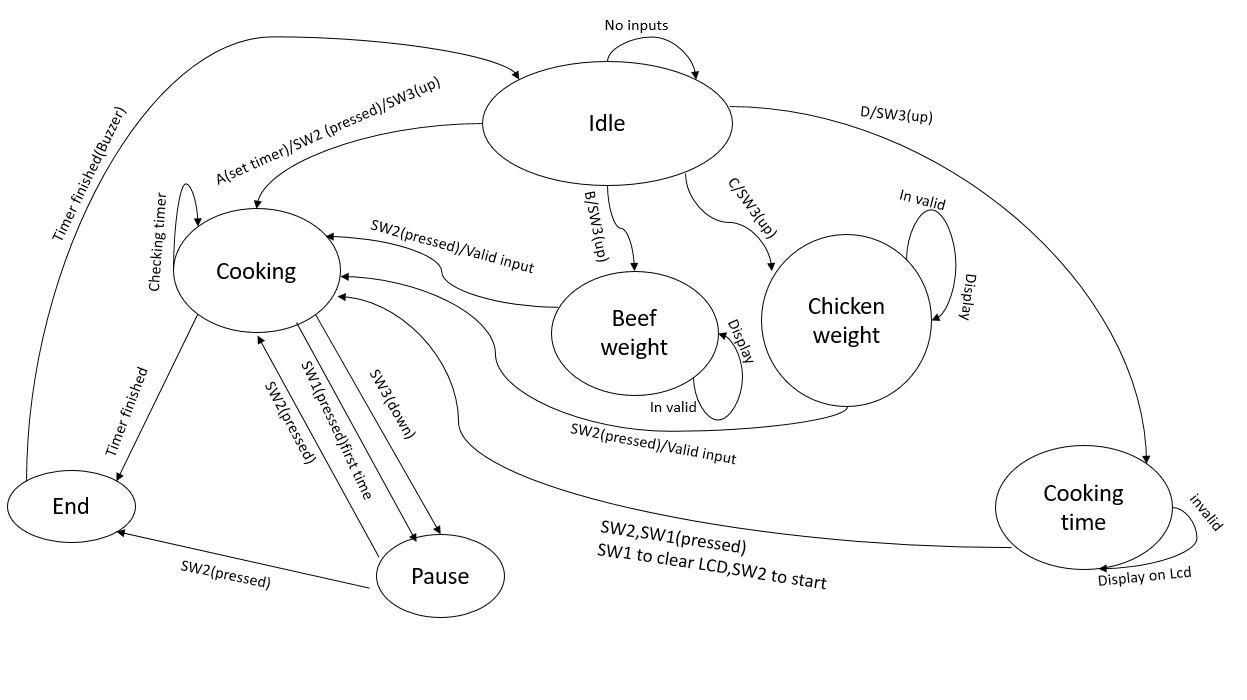 No inputs
Idle
A(set timer)/SW2 (pressed)/SW3(up)
D/SW3(up)
Timer finished(Buzzer)
Checking timer
Cooking
SW2(pressed)/Valid input
B/SW3(up)
C/SW3(up)
In valid
Display
Chicken
weight
Beef
weight
Display
In valid
SW2(pressed)/Valid input
Timer finished
SW2(pressed)
SW1(pressed)first time
SW3(down)
End
SW2(pressed)
Pause
SW2,SW1(pressed)
SW1 to clear LCD,SW2 to start
Cooking
time
invalid
Display on Lcd